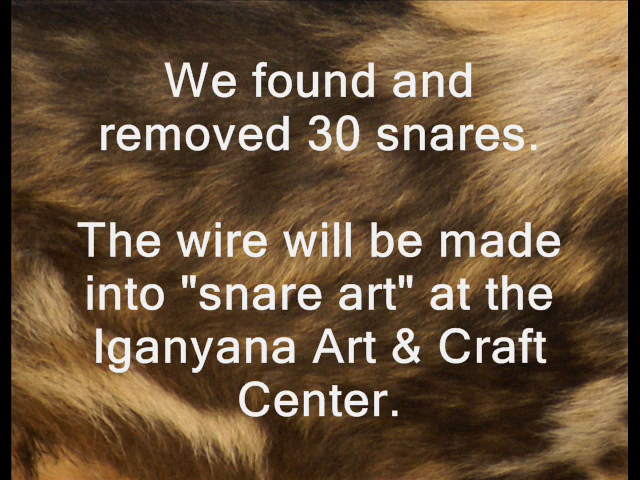 We found and
removed 30 snares.
The wire will be made
into "snare art" at the
Iganyana Art & Craft
Center.